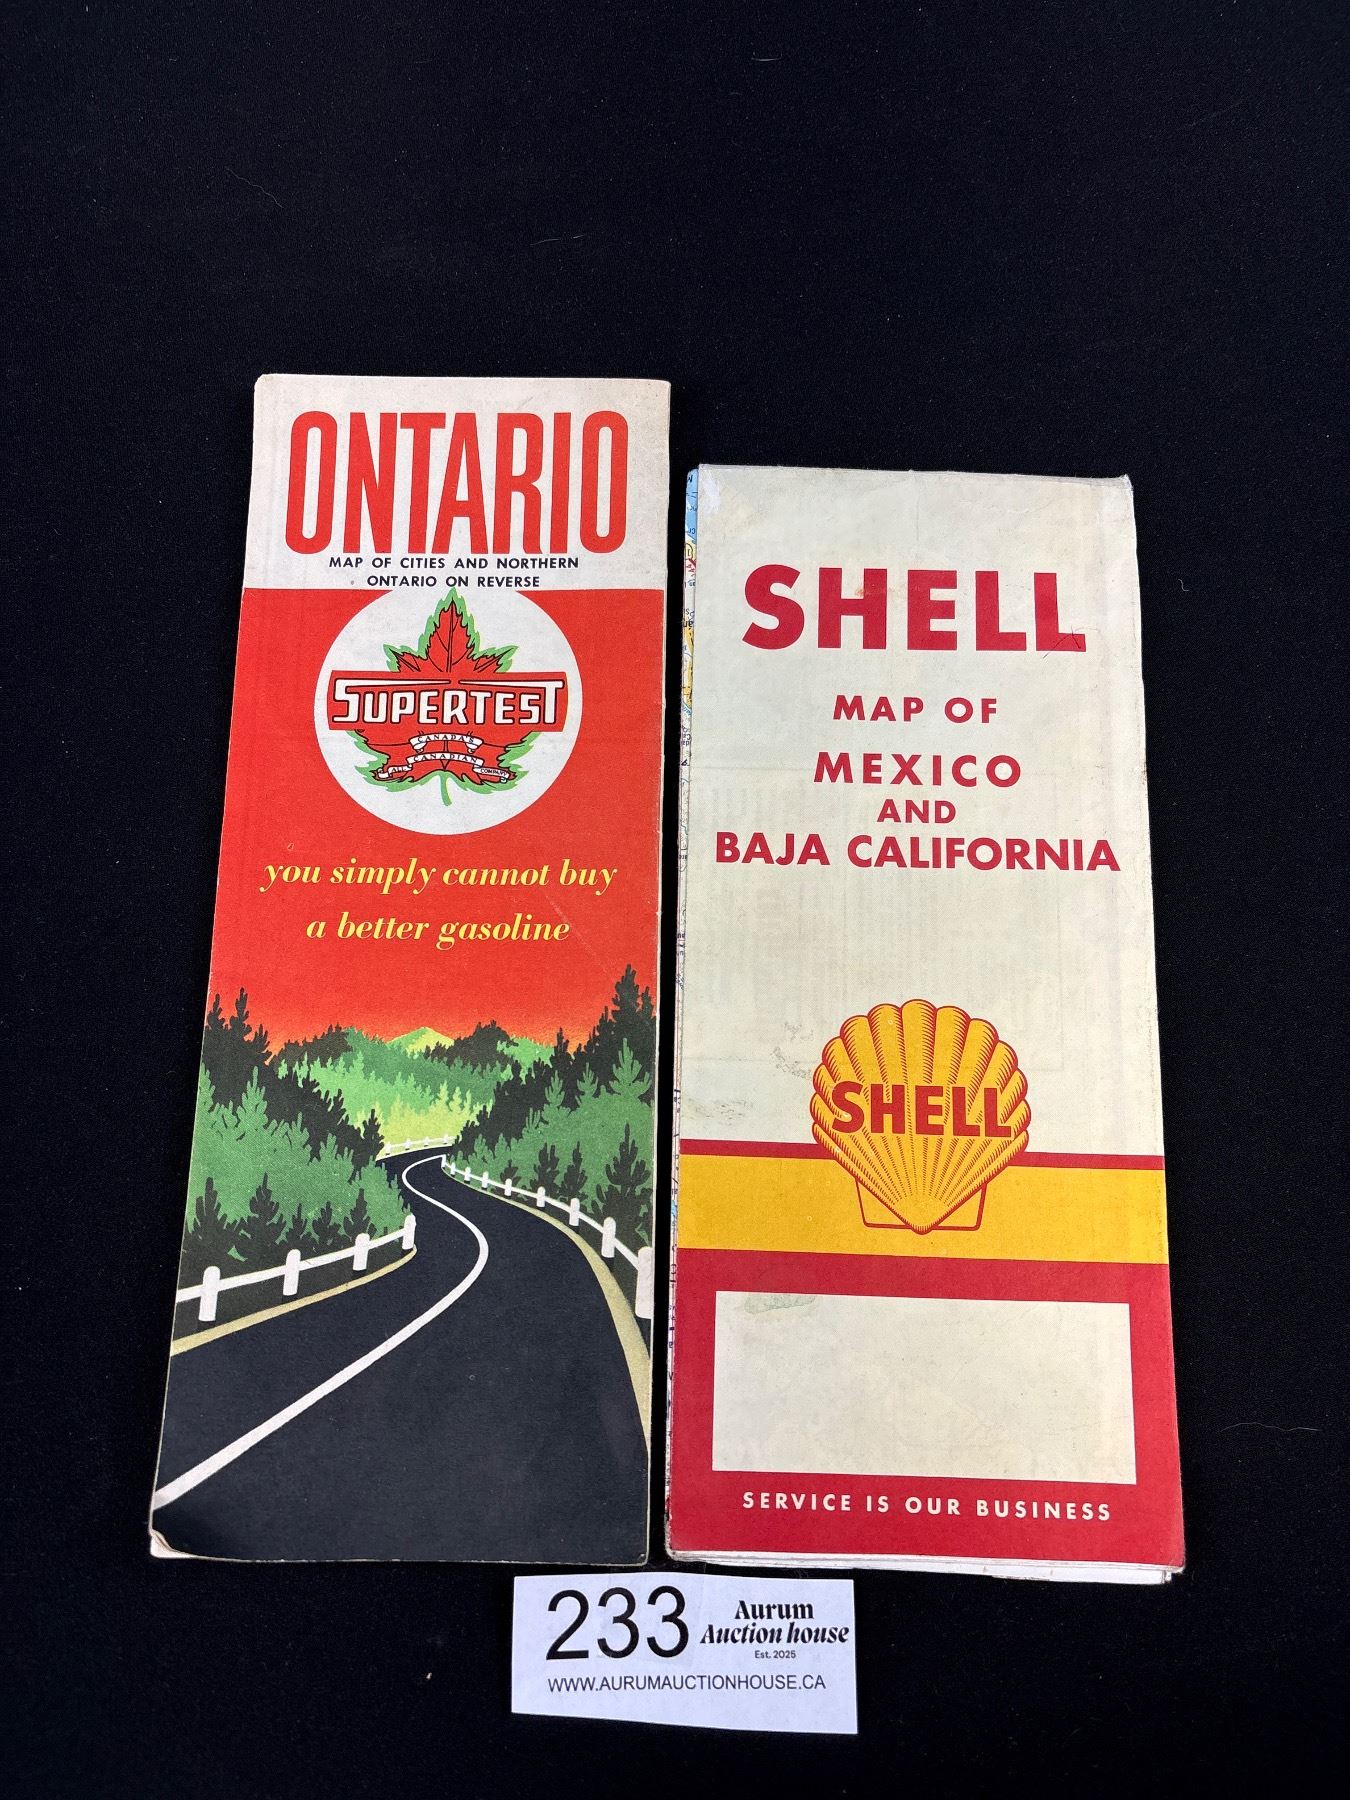 ONTARIO
MAP OF CITIES AND NORTHERN
ONTARIO ON REVERSE
SUPERTEST
CANADA'S
ALL CANADIAN COMPANY
you simply cannot buy
a better gasoline
SHELL
MAP OF
MEXICO
AND
BAJA CALIFORNIA
SHELL
SERVICE IS OUR BUSINESS
233
Aurum
Auction house
Est. 2025
WWW.AURUMAUCTIONHOUSE.CA